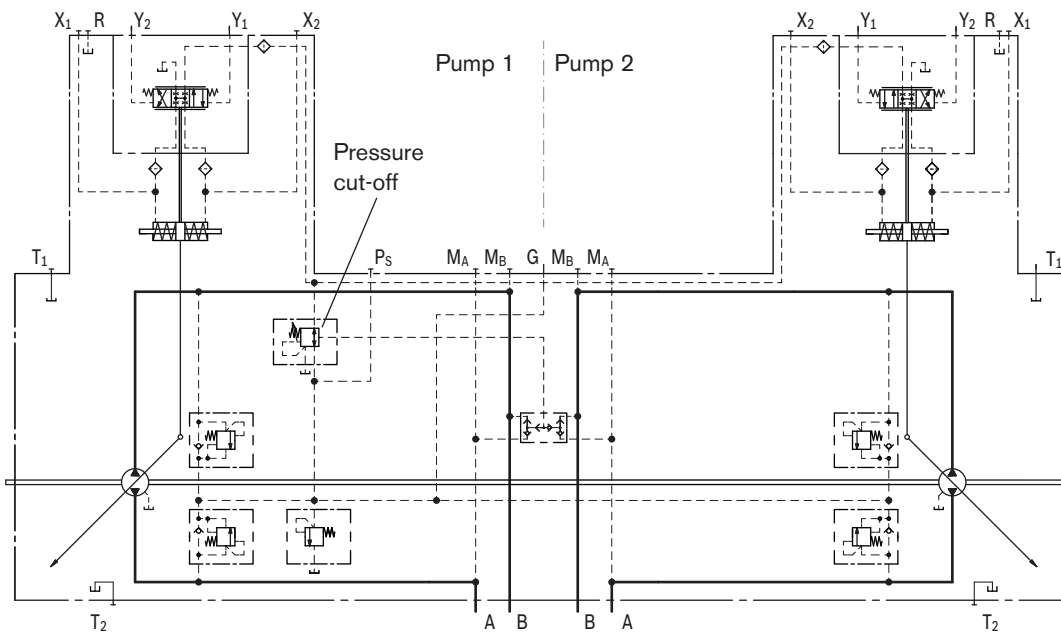 X1 R Y2 Y1 X2 X2 Y1 Y2 R X1
Pump 1 Pump 2
Pressure
cut-off
T1 PS MA MB G MB MA T1
T2 A B B A T2